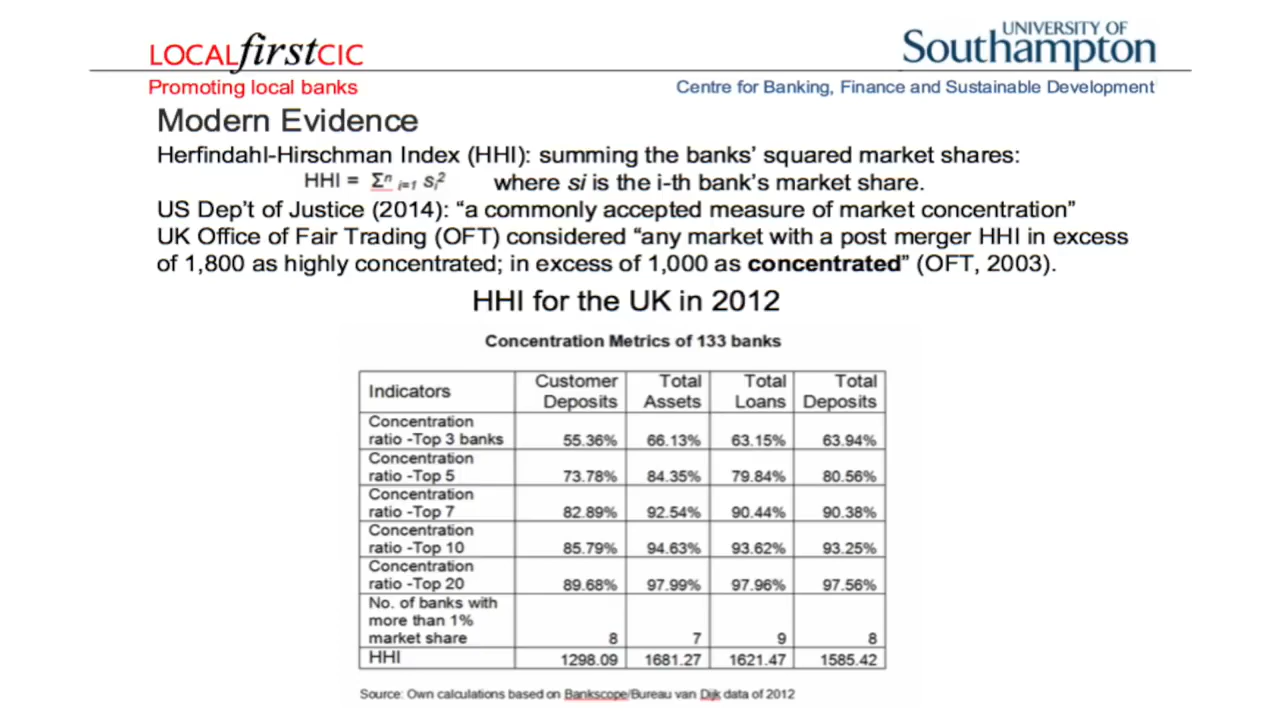 LOCALfirstCIC
UNIVERSITY OF
Southampton
Promoting local banks
Centre for Banking, Finance and Sustainable Development
Modern Evidence
Herfindahl-Hirschman Index (HHI): summing the banks' squared market shares:
HHI = Σⁿ i=1 sᵢ² where si is the i-th bank's market share.
US Dep't of Justice (2014): “a commonly accepted measure of market concentration”
UK Office of Fair Trading (OFT) considered “any market with a post merger HHI in excess
of 1,800 as highly concentrated; in excess of 1,000 as concentrated” (OFT, 2003).
HHI for the UK in 2012
Concentration Metrics of 133 banks
Indicators Customer Deposits Total Assets Total Loans Total Deposits
Concentration
ratio -Top 3 banks 55.36% 66.13% 63.15% 63.94%
Concentration
ratio -Top 5 73.78% 84.35% 79.84% 80.56%
Concentration
ratio -Top 7 82.89% 92.54% 90.44% 90.38%
Concentration
ratio -Top 10 85.79% 94.63% 93.62% 93.25%
Concentration
ratio -Top 20 89.68% 97.99% 97.96% 97.56%
No. of banks with
more than 1%
market share 8 7 9 8
HHI 1298.09 1681.27 1621.47 1585.42
Source: Own calculations based on Bankscope/Bureau van Dijk data of 2012